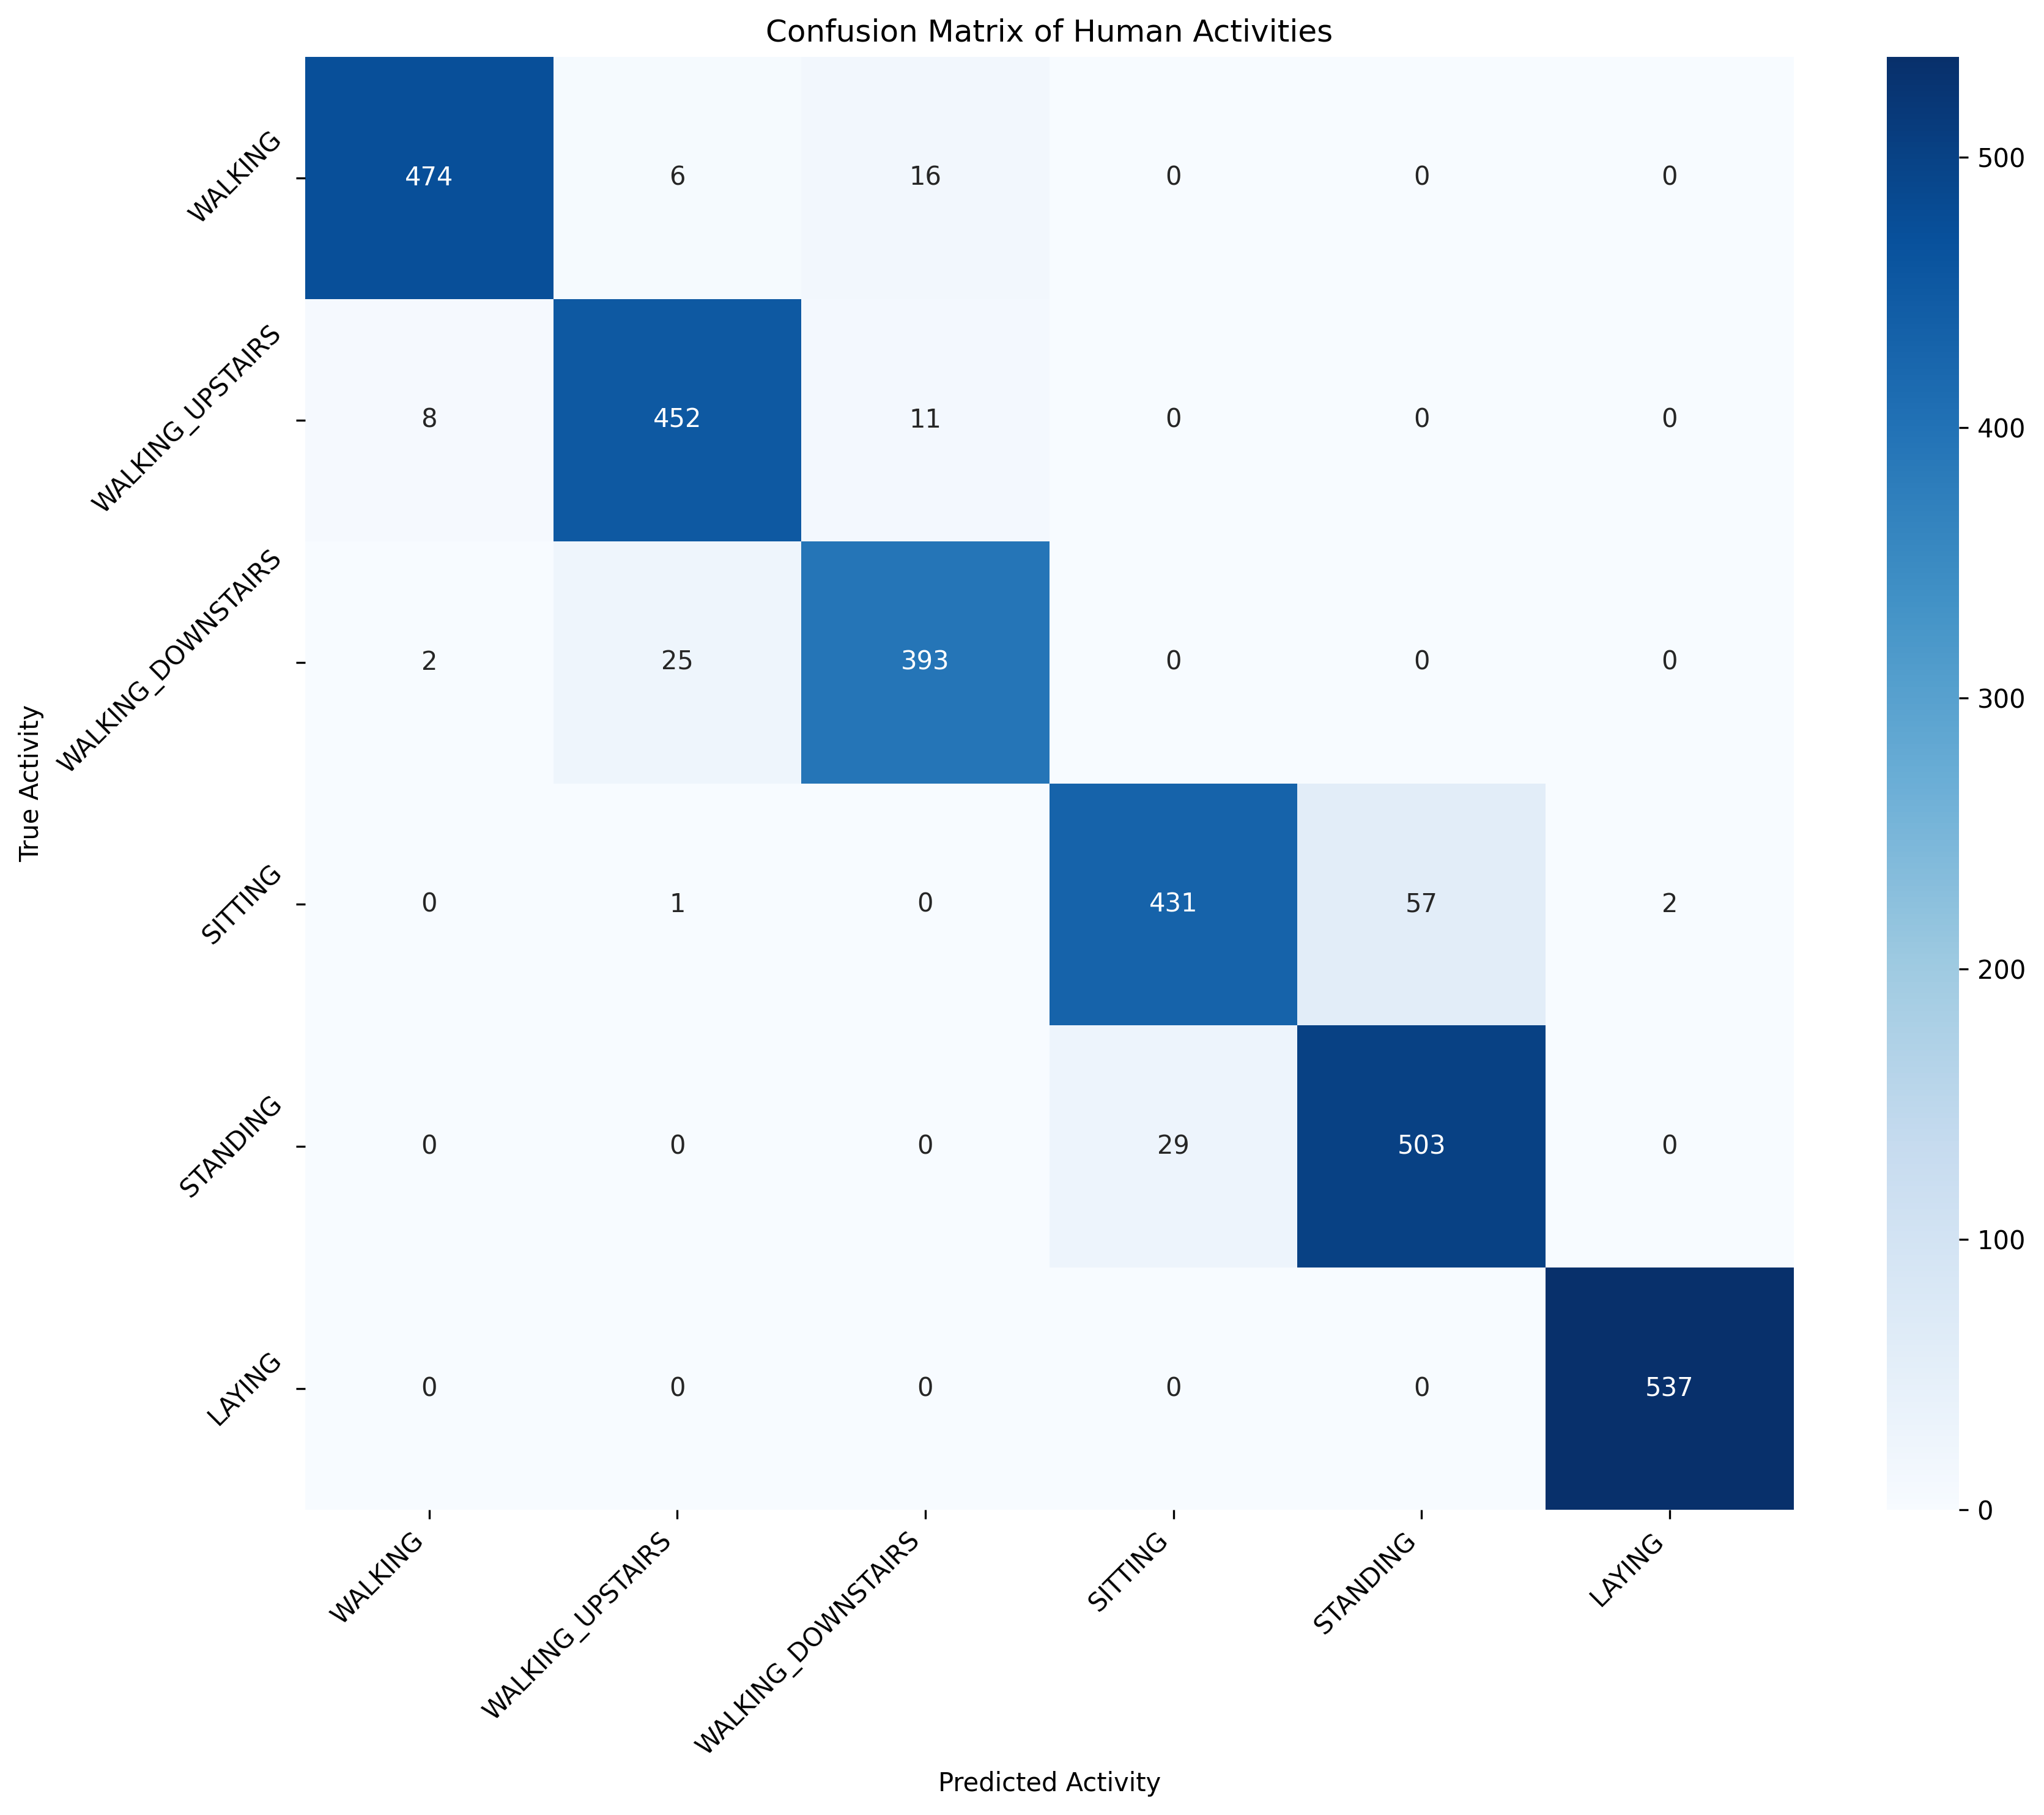 Confusion Matrix of Human Activities
True Activity
WALKING
474 6 16 0 0 0
WALKING_UPSTAIRS
8 452 11 0 0 0
WALKING_DOWNSTAIRS
2 25 393 0 0 0
SITTING
0 1 0 431 57 2
STANDING
0 0 0 29 503 0
LAYING
0 0 0 0 0 537
WALKING
WALKING_UPSTAIRS
WALKING_DOWNSTAIRS
SITTING
STANDING
LAYING
Predicted Activity
500
400
300
200
100
0